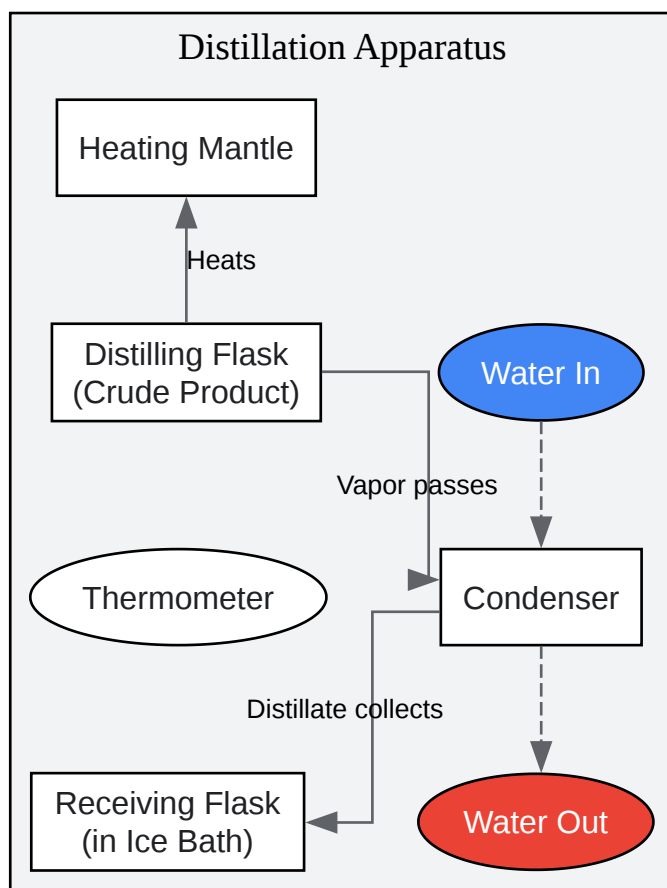 Distillation Apparatus
Heating Mantle
Heats
Distilling Flask
(Crude Product)
Water In
Vapor passes
Thermometer
Condenser
Distillate collects
Receiving Flask
(in Ice Bath)
Water Out